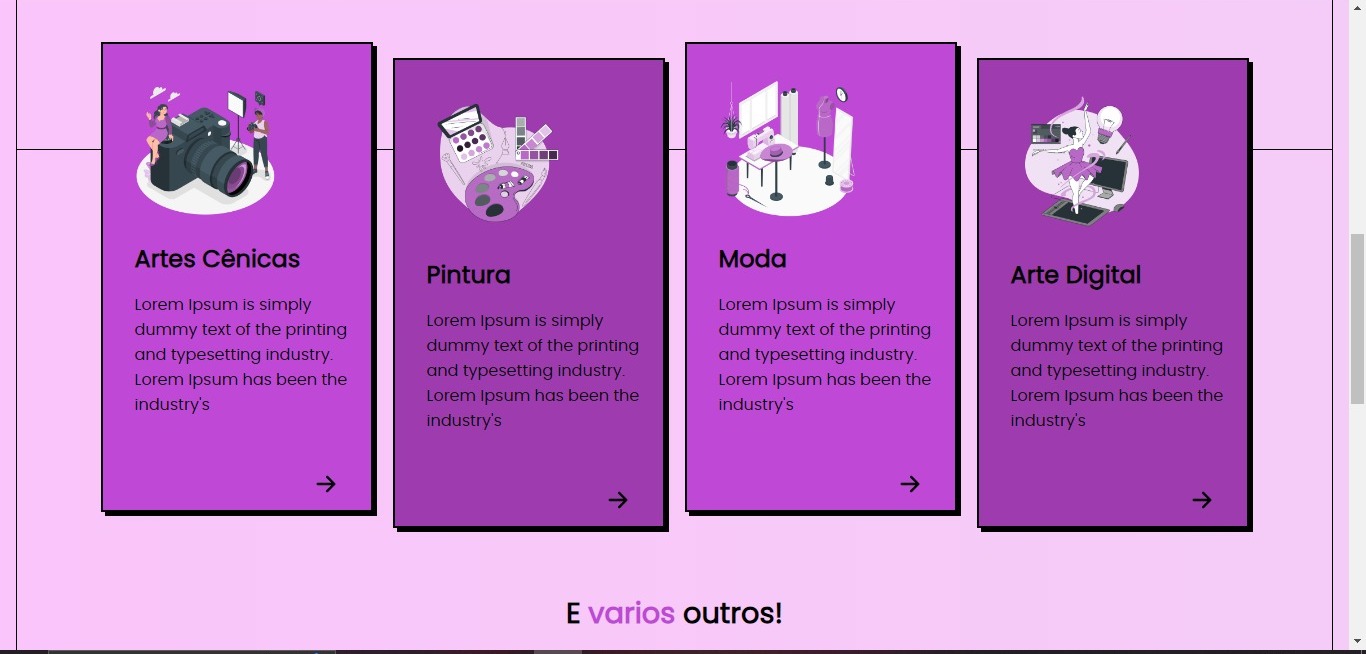 Artes Cênicas
Lorem Ipsum is simply
dummy text of the printing
and typesetting industry.
Lorem Ipsum has been the
industry's
Pintura
Lorem Ipsum is simply
dummy text of the printing
and typesetting industry.
Lorem Ipsum has been the
industry's
Moda
Lorem Ipsum is simply
dummy text of the printing
and typesetting industry.
Lorem Ipsum has been the
industry's
Arte Digital
Lorem Ipsum is simply
dummy text of the printing
and typesetting industry.
Lorem Ipsum has been the
industry's
E varios outros!